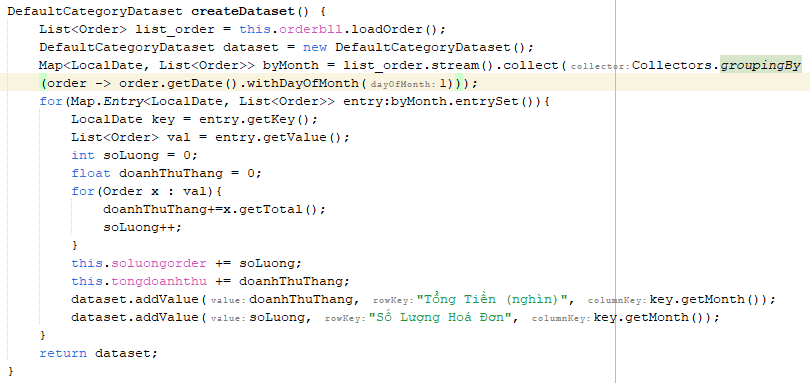 DefaultCategoryDataset createDataset() {
    List<Order> list_order = this.orderbll.loadOrder();
    DefaultCategoryDataset dataset = new DefaultCategoryDataset();
    Map<LocalDate, List<Order>> byMonth = list_order.stream().collect(collector:Collectors.groupingBy
    (order -> order.getDate().withDayOfMonth(dayOfMonth:1)));
    for(Map.Entry<LocalDate, List<Order>> entry:byMonth.entrySet()){
        LocalDate key = entry.getKey();
        List<Order> val = entry.getValue();
        int soLuong = 0;
        float doanhThuThang = 0;
        for(Order x : val){
            doanhThuThang+=x.getTotal();
            soLuong++;
        }
        this.soluongorder += soLuong;
        this.tongdoanhthu += doanhThuThang;
        dataset.addValue(value:doanhThuThang, rowKey:"Tổng Tiền (nghìn)", columnKey:key.getMonth());
        dataset.addValue(value:soLuong, rowKey:"Số Lượng Hoá Đơn", columnKey:key.getMonth());
    }
    return dataset;
}